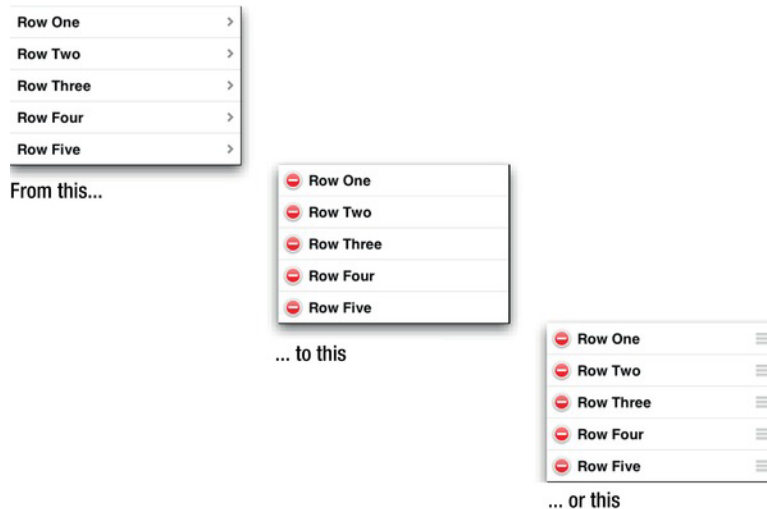 Row One
Row Two
Row Three
Row Four
Row Five
From this...
Row One
Row Two
Row Three
Row Four
Row Five
... to this
Row One
Row Two
Row Three
Row Four
Row Five
... or this